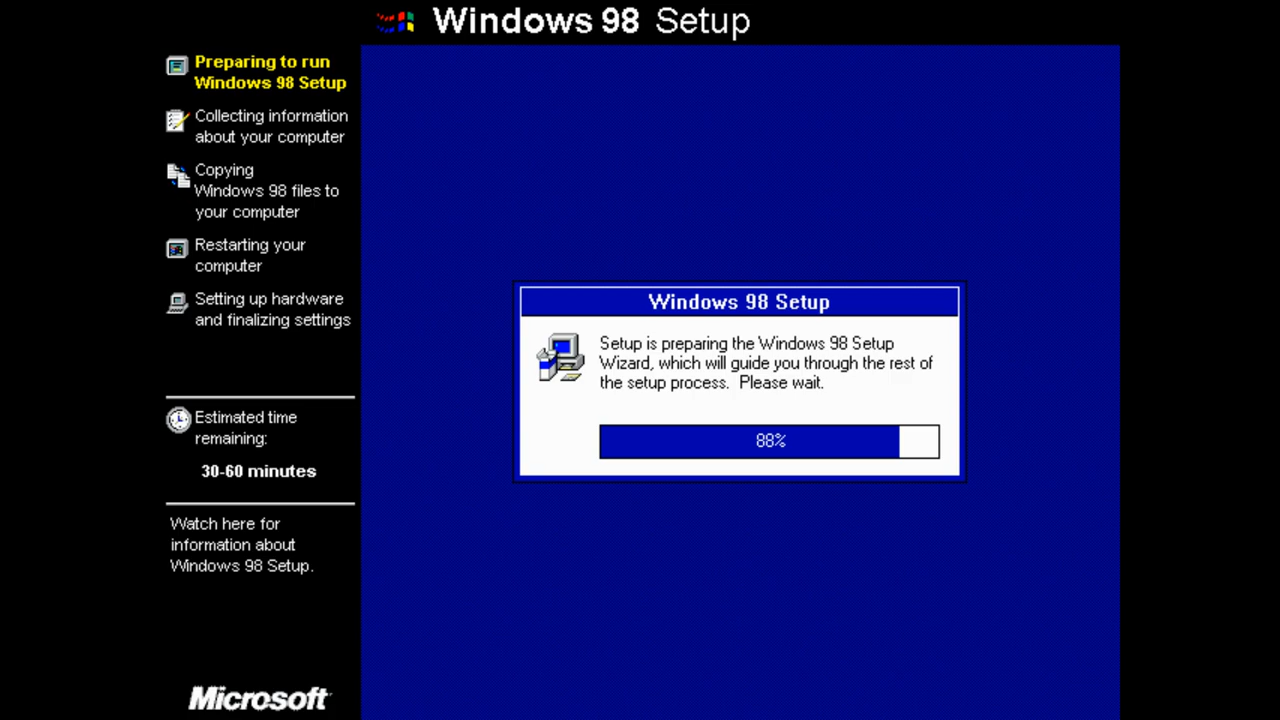 Windows 98 Setup
Preparing to run
Windows 98 Setup
Collecting information
about your computer
Copying
Windows 98 files to
your computer
Restarting your
computer
Setting up hardware
and finalizing settings
Estimated time
remaining:
30-60 minutes
Watch here for
information about
Windows 98 Setup.
Microsoft
Windows 98 Setup
Setup is preparing the Windows 98 Setup
Wizard, which will guide you through the rest of
the setup process. Please wait.
88%